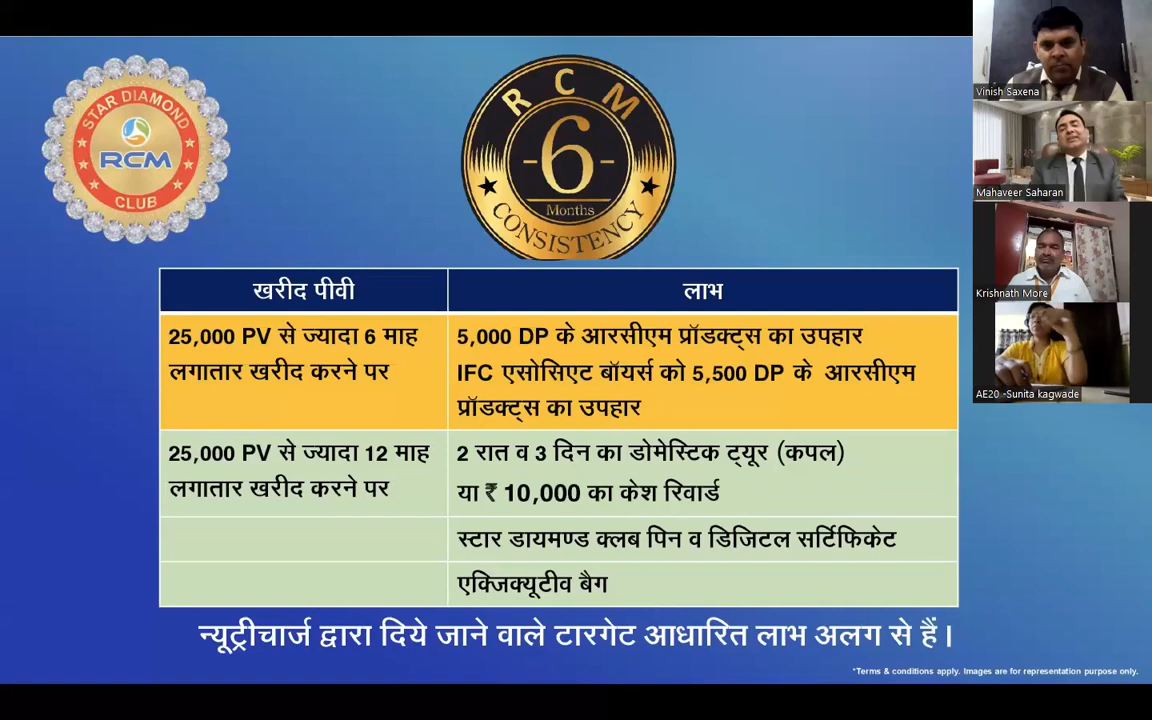 STAR DIAMOND
RCM
CLUB
RCM
-6-
Months
CONSISTENCY
खरीद पीवी
लाभ
25,000 PV से ज्यादा 6 माह
लगातार खरीद करने पर
5,000 DP के आरसीएम प्रॉडक्ट्स का उपहार
IFC एसोसिएट बॉयर्स को 5,500 DP के आरसीएम
प्रॉडक्ट्स का उपहार
25,000 PV से ज्यादा 12 माह
लगातार खरीद करने पर
2 रात व 3 दिन का डोमेस्टिक ट्यूर (कपल)
या ₹ 10,000 का केश रिवार्ड
स्टार डायमण्ड क्लब पिन व डिजिटल सर्टिफिकेट
एक्जिक्यूटीव बैग
न्यूट्रीचार्ज द्वारा दिये जाने वाले टारगेट आधारित लाभ अलग से हैं।
*Terms & conditions apply. Images are for representation purpose only.
Vinish Saxena
Mahaveer Saharan
Krishnath More
AE20 -Sunita kagwade